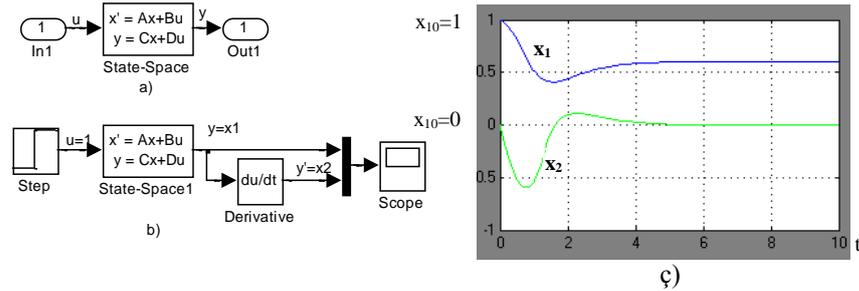 u
y
1
x' = Ax+Bu
y = Cx+Du
1
In1
State-Space
Out1
a)
u=1
x' = Ax+Bu
y = Cx+Du
y=x1
y'=x2
du/dt
Step
State-Space1
Derivative
Scope
b)
x10=1
x10=0
1
0.5
0
0.5
-1
x1
x2
0 2 4 6 8 10 t
ç)